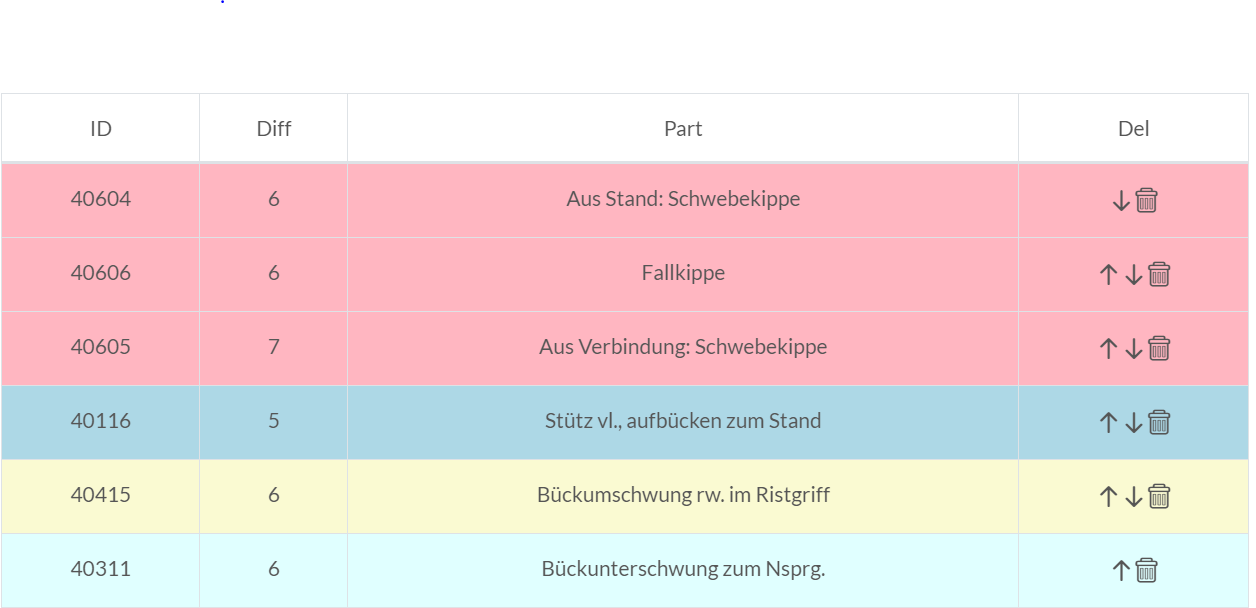 ID Diff Part Del
40604 6 Aus Stand: Schwebekippe
40606 6 Fallkippe
40605 7 Aus Verbindung: Schwebekippe
40116 5 Stütz vl., aufbücken zum Stand
40415 6 Bückumschwung rw. im Ristgriff
40311 6 Bückunterschwung zum Nsprg.